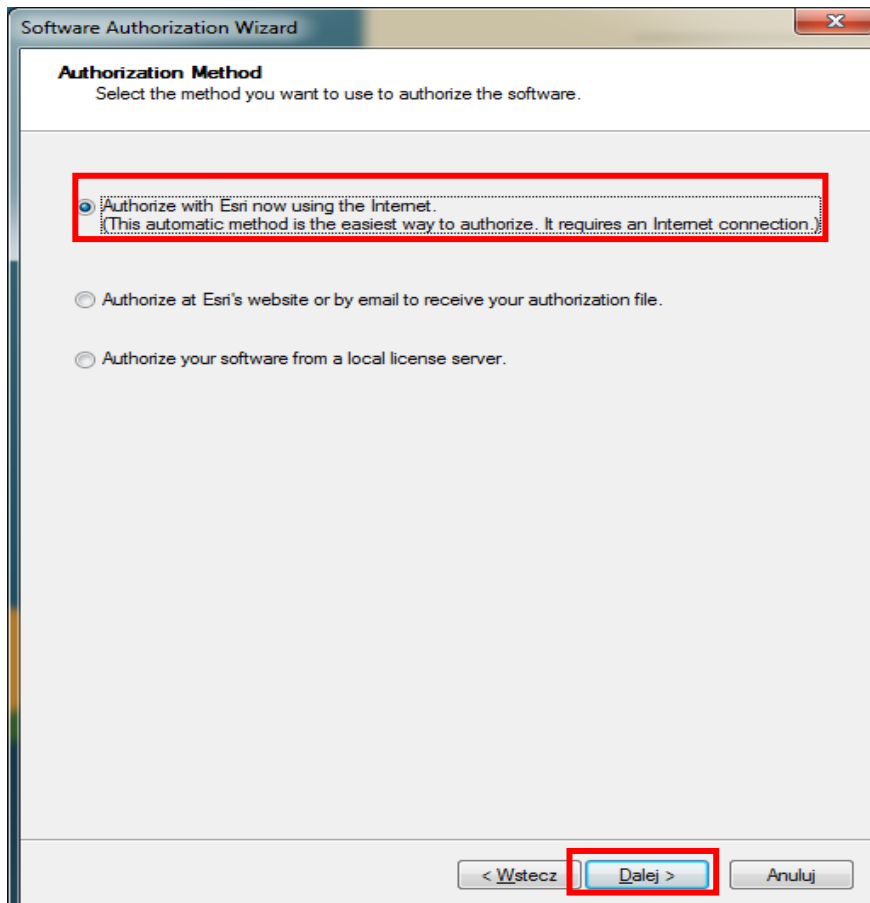 Software Authorization Wizard
Authorization Method
Select the method you want to use to authorize the software.
Authorize with Esri now using the Internet.
(This automatic method is the easiest way to authorize. It requires an Internet connection.)
Authorize at Esri's website or by email to receive your authorization file.
Authorize your software from a local license server.
< Wstecz Dalej > Anuluj